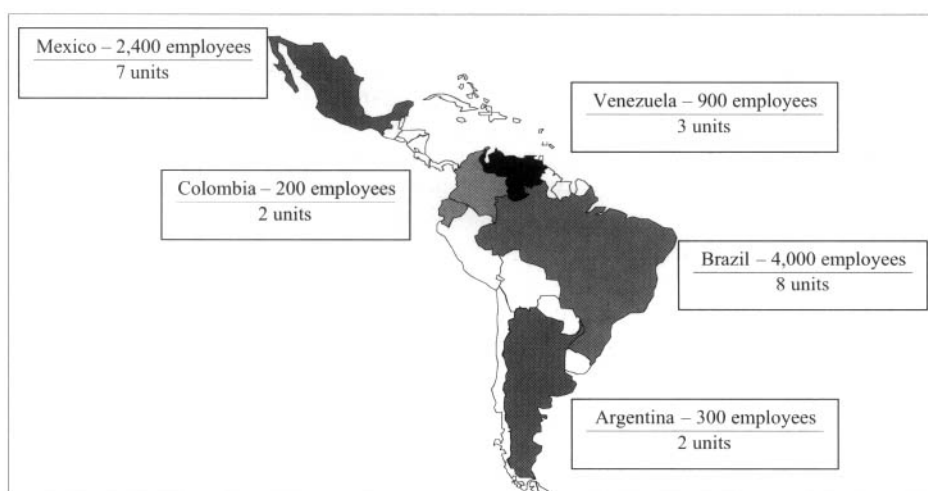 Mexico – 2,400 employees
7 units
Venezuela – 900 employees
3 units
Colombia – 200 employees
2 units
Brazil – 4,000 employees
8 units
Argentina – 300 employees
2 units